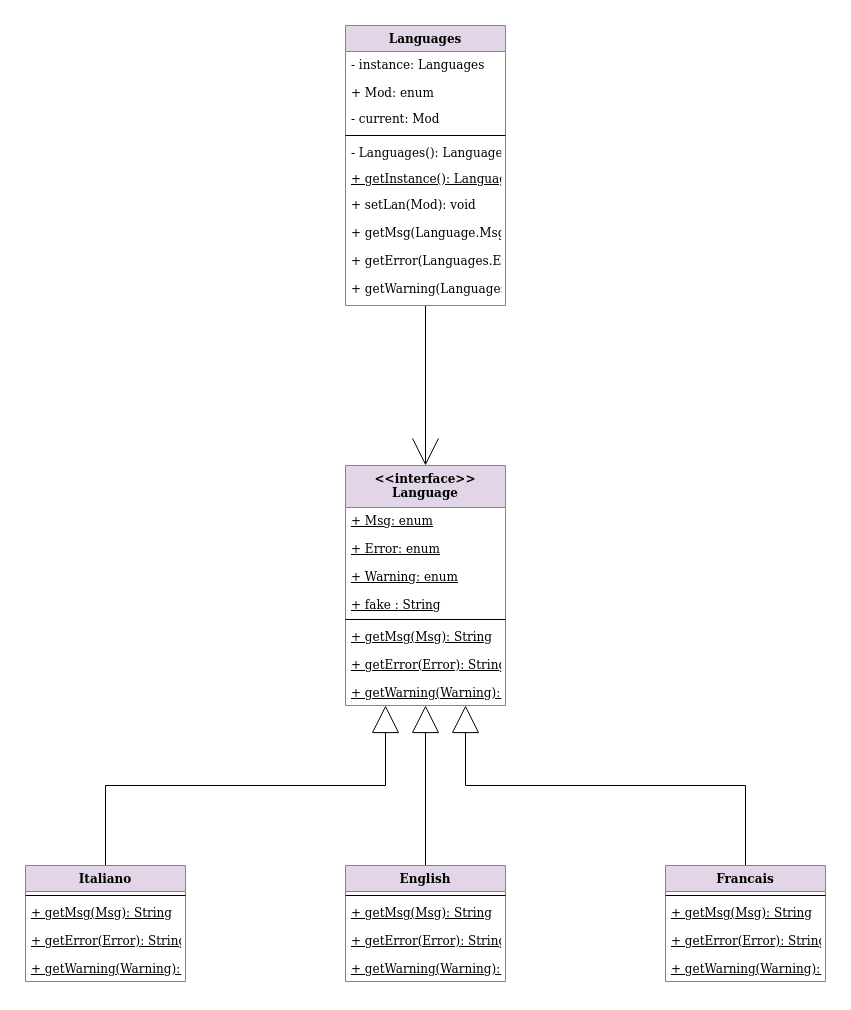 Languages
- instance: Languages
+ Mod: enum
- current: Mod
- Languages(): Language
+ getInstance(): Langua
+ setLan(Mod): void
+ getMsg(Language.Ms
+ getError(Languages.E
+ getWarning(Language
<<interface>>
Language
+ Msg: enum
+ Error: enum
+ Warning: enum
+ fake : String
+ getMsg(Msg): String
+ getError(Error): String
+ getWarning(Warning):
Italiano
+ getMsg(Msg): String
+ getError(Error): String
+ getWarning(Warning):
English
+ getMsg(Msg): String
+ getError(Error): String
+ getWarning(Warning):
Francais
+ getMsg(Msg): String
+ getError(Error): String
+ getWarning(Warning):